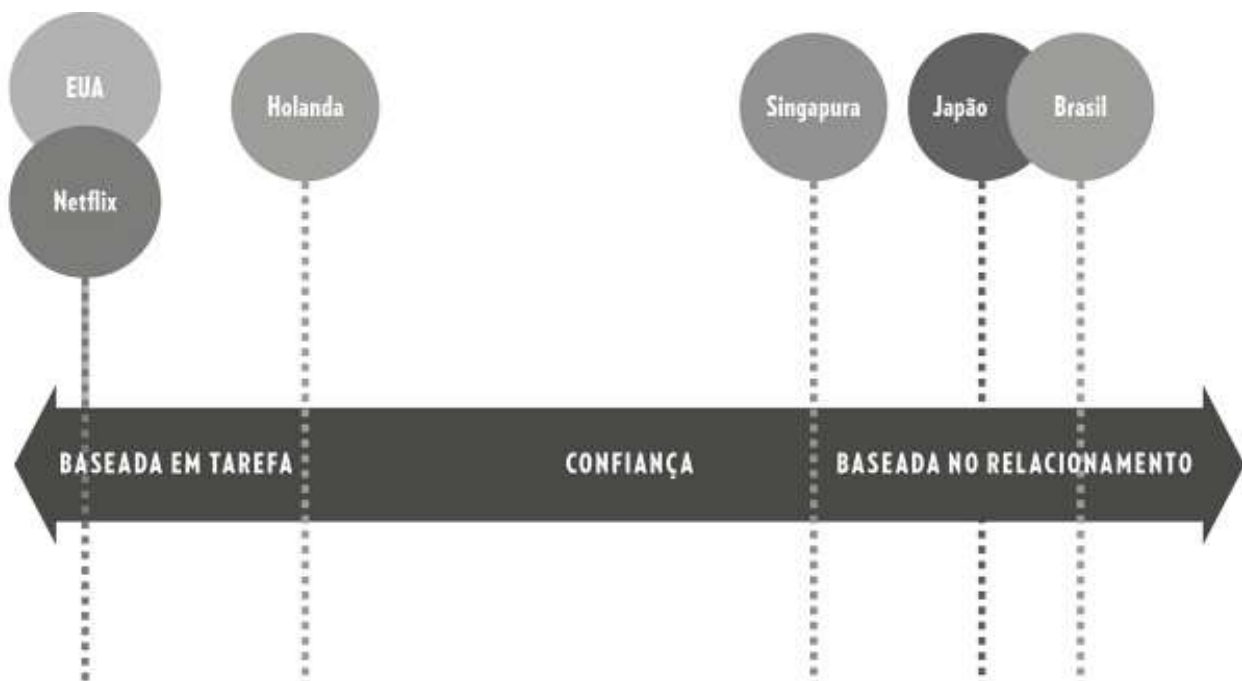 EUA
Netflix
Holanda
Singapura
Japão
Brasil
BASEADA EM TAREFA
CONFIANÇA
BASEADA NO RELACIONAMENTO